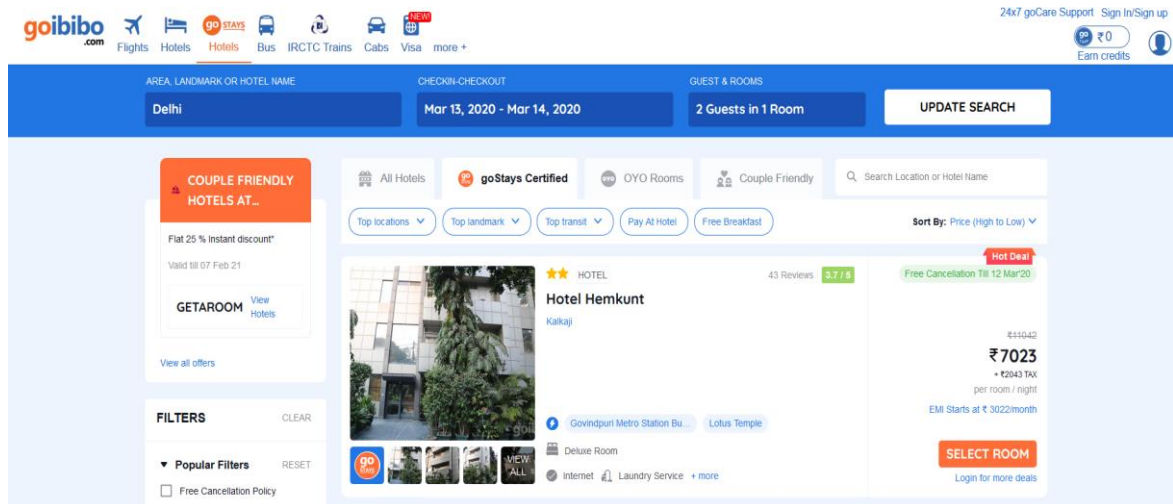 24x7 goCare Support Sign In/Sign up
goibibo
.com
go STAYS
NEW!
Flights Hotels Hotels Bus IRCTC Trains Cabs Visa more +
₹0
Earn credits
AREA, LANDMARK OR HOTEL NAME CHECKIN-CHECKOUT GUEST & ROOMS
Delhi Mar 13, 2020 - Mar 14, 2020 2 Guests in 1 Room UPDATE SEARCH
COUPLE FRIENDLY
HOTELS AT...
Flat 25 % Instant discount*
Valid till 07 Feb 21
GETAROOM View
Hotels
View all offers
FILTERS CLEAR
▼ Popular Filters RESET
Free Cancellation Policy
All Hotels go goStays Certified OYO OYO Rooms Couple Friendly Search Location or Hotel Name
Top locations Top landmark Top transit Pay At Hotel Free Breakfast Sort By: Price (High to Low)
HOTEL 43 Reviews 3.7 / 5
Hotel Hemkunt
Kalkaji
Govindpuri Metro Station Bu... Lotus Temple
Deluxe Room
Internet Laundry Service + more
go
VIEW
ALL
Hot Deal
Free Cancellation Till 12 Mar'20
₹11042
₹7023
+ ₹2043 TAX
per room / night
EMI Starts at ₹ 3022/month
SELECT ROOM
Login for more deals